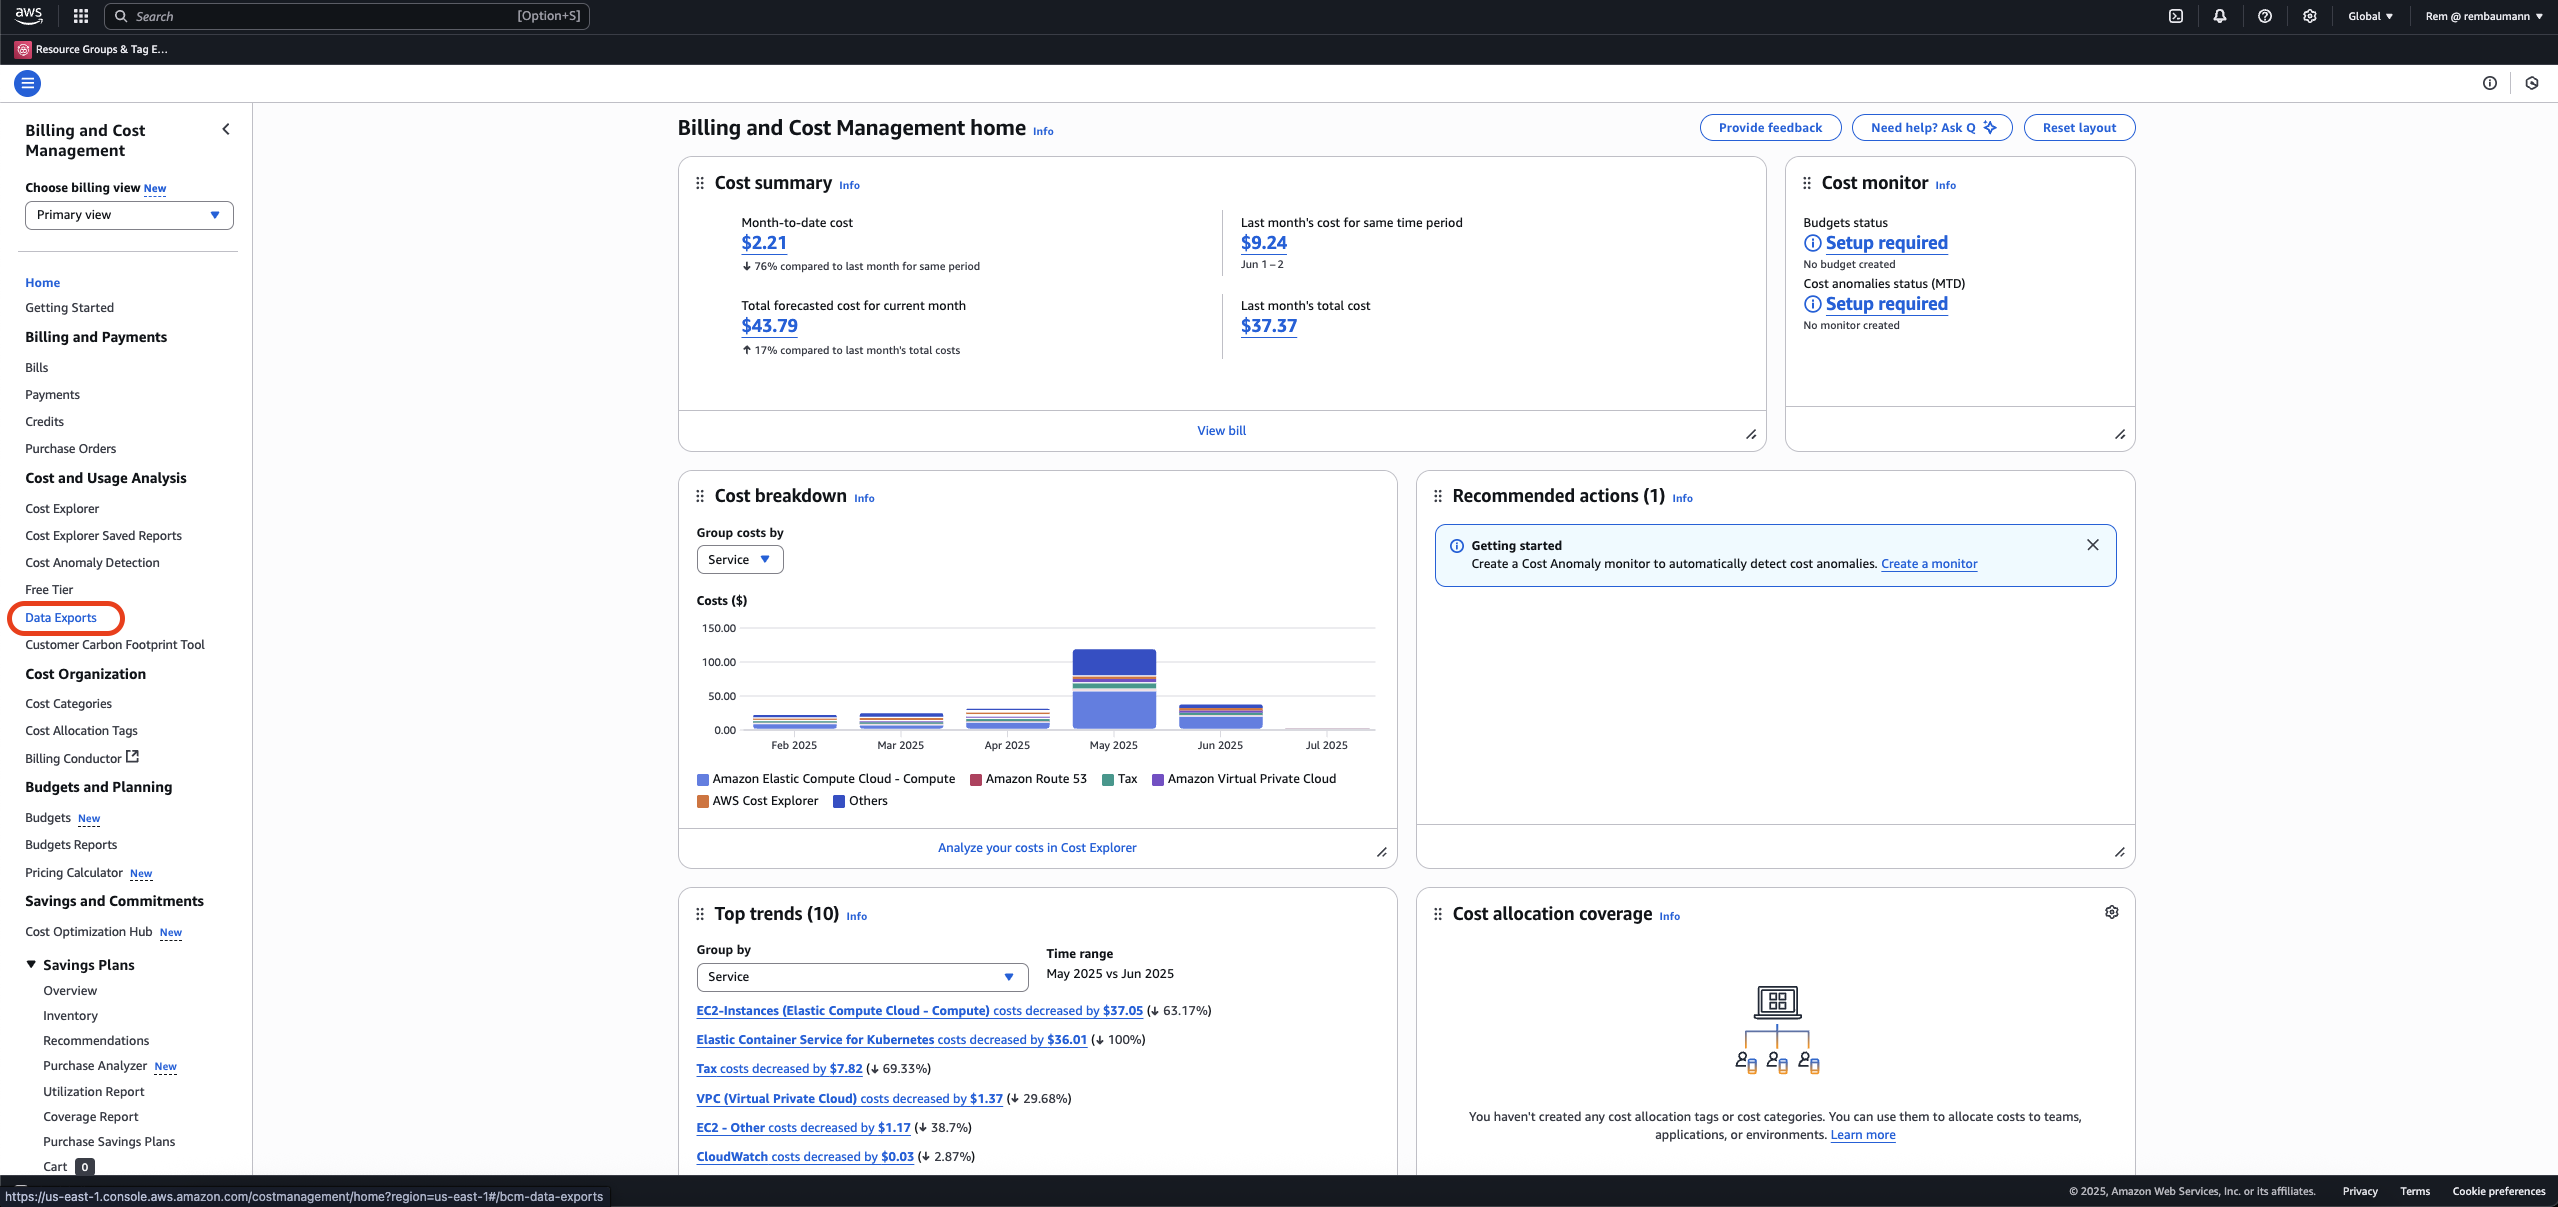 aws
Search
[Option+S]
Global
Rem @ rembaumann
Resource Groups & Tag E...
Billing and Cost
Management
Choose billing view New
Primary view
Home
Getting Started
Billing and Payments
Bills
Payments
Credits
Purchase Orders
Cost and Usage Analysis
Cost Explorer
Cost Explorer Saved Reports
Cost Anomaly Detection
Free Tier
Data Exports
Customer Carbon Footprint Tool
Cost Organization
Cost Categories
Cost Allocation Tags
Billing Conductor
Budgets and Planning
Budgets New
Budgets Reports
Pricing Calculator New
Savings and Commitments
Cost Optimization Hub New
Savings Plans
Overview
Inventory
Recommendations
Purchase Analyzer New
Utilization Report
Coverage Report
Purchase Savings Plans
Cart 0
Billing and Cost Management home Info
Provide feedback
Need help? Ask Q
Reset layout
Cost summary Info
Month-to-date cost
$2.21
↓ 76% compared to last month for same period
Last month's cost for same time period
$9.24
Jun 1 – 2
Total forecasted cost for current month
$43.79
↑ 17% compared to last month's total costs
Last month's total cost
$37.37
View bill
Cost monitor Info
Budgets status
Setup required
No budget created
Cost anomalies status (MTD)
Setup required
No monitor created
Cost breakdown Info
Group costs by
Service
Costs ($)
150.00
100.00
50.00
0.00
Feb 2025
Mar 2025
Apr 2025
May 2025
Jun 2025
Jul 2025
Amazon Elastic Compute Cloud - Compute
Amazon Route 53
Tax
Amazon Virtual Private Cloud
AWS Cost Explorer
Others
Analyze your costs in Cost Explorer
Recommended actions (1) Info
Getting started
Create a Cost Anomaly monitor to automatically detect cost anomalies. Create a monitor
Top trends (10) Info
Group by
Service
Time range
May 2025 vs Jun 2025
EC2-Instances (Elastic Compute Cloud - Compute) costs decreased by $37.05 (↓ 63.17%)
Elastic Container Service for Kubernetes costs decreased by $36.01 (↓ 100%)
Tax costs decreased by $7.82 (↓ 69.33%)
VPC (Virtual Private Cloud) costs decreased by $1.37 (↓ 29.68%)
EC2 - Other costs decreased by $1.17 (↓ 38.7%)
CloudWatch costs decreased by $0.03 (↓ 2.87%)
Cost allocation coverage Info
You haven't created any cost allocation tags or cost categories. You can use them to allocate costs to teams,
applications, or environments. Learn more
https://us-east-1.console.aws.amazon.com/costmanagement/home?region=us-east-1#/bcm-data-exports
© 2025, Amazon Web Services, Inc. or its affiliates.
Privacy
Terms
Cookie preferences